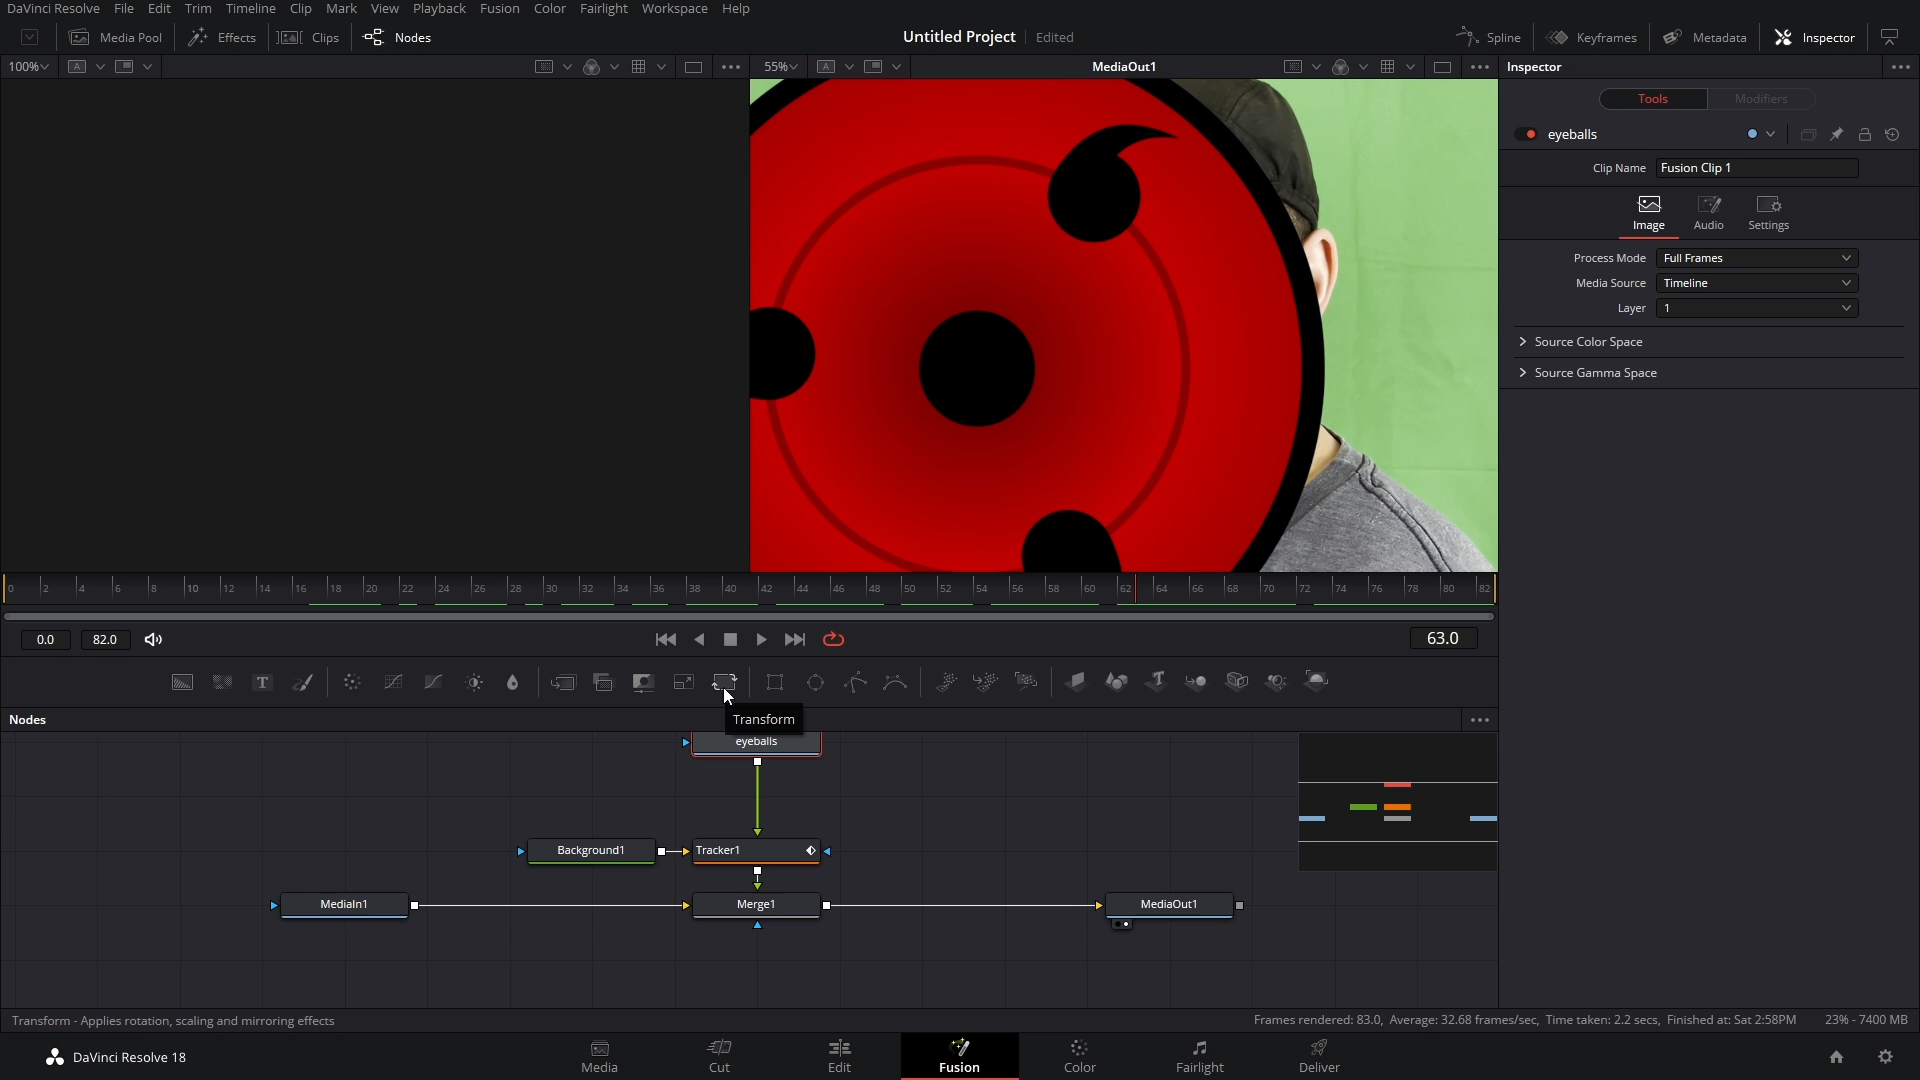 DaVinci Resolve File Edit Trim Timeline Clip Mark View Playback Fusion Color Fairlight Workspace Help
Media Pool Effects Clips Nodes Untitled Project Edited Spline Keyframes Metadata Inspector
100% A 55% A MediaOut1 Inspector
Tools Modifiers
eyeballs
Clip Name Fusion Clip 1
Image Audio Settings
Process Mode Full Frames
Media Source Timeline
Layer 1
Source Color Space
Source Gamma Space
0 2 4 6 8 10 12 14 16 18 20 22 24 26 28 30 32 34 36 38 40 42 44 46 48 50 52 54 56 58 60 62 64 66 68 70 72 74 76 78 80 82
0.0 82.0 63.0
T T
Nodes
Transform
eyeballs
Background1 Tracker1
MediaIn1 Merge1 MediaOut1
Transform - Applies rotation, scaling and mirroring effects Frames rendered: 83.0, Average: 32.68 frames/sec, Time taken: 2.2 secs, Finished at: Sat 2:58PM 23% - 7400 MB
DaVinci Resolve 18 Media Cut Edit Fusion Color Fairlight Deliver